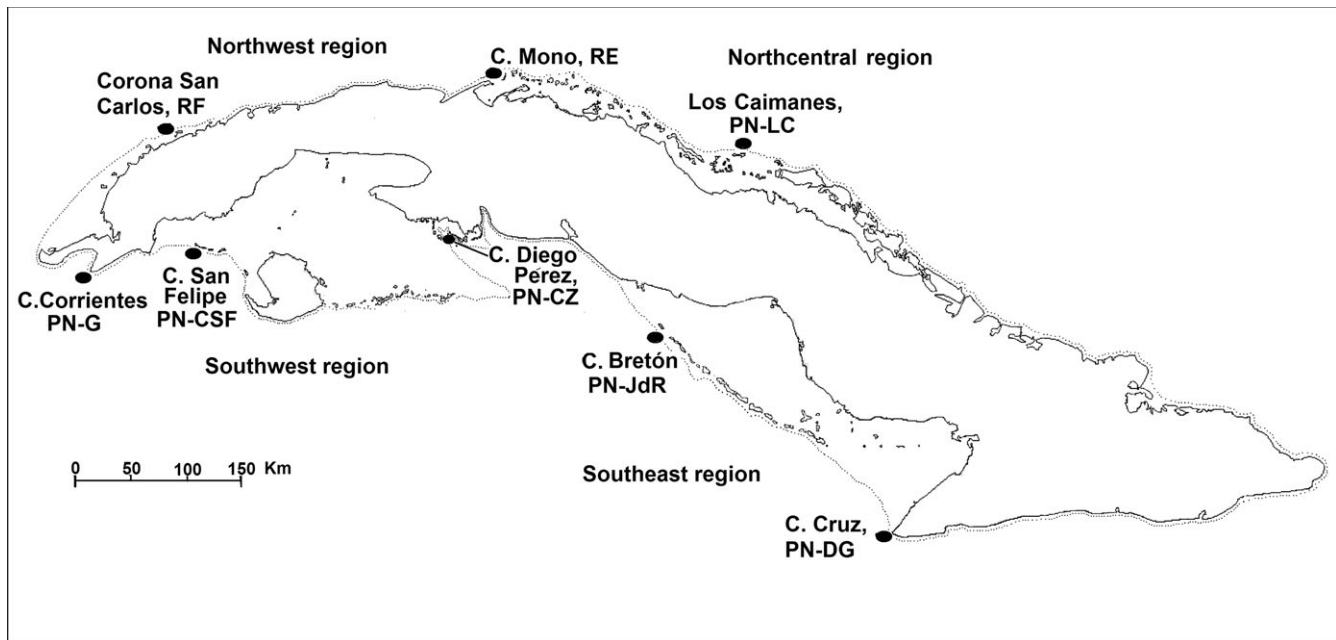 Northwest region
C. Mono, RE
Northcentral region
Corona San
Carlos, RF
Los Caimanes,
PN-LC
C. Diego
Pérez,
PN-CZ
C. San
Felipe
PN-CSF
C.Corrientes
PN-G
C. Bretón
PN-JdR
Southwest region
Southeast region
0 50 100 150 Km
C. Cruz,
PN-DG